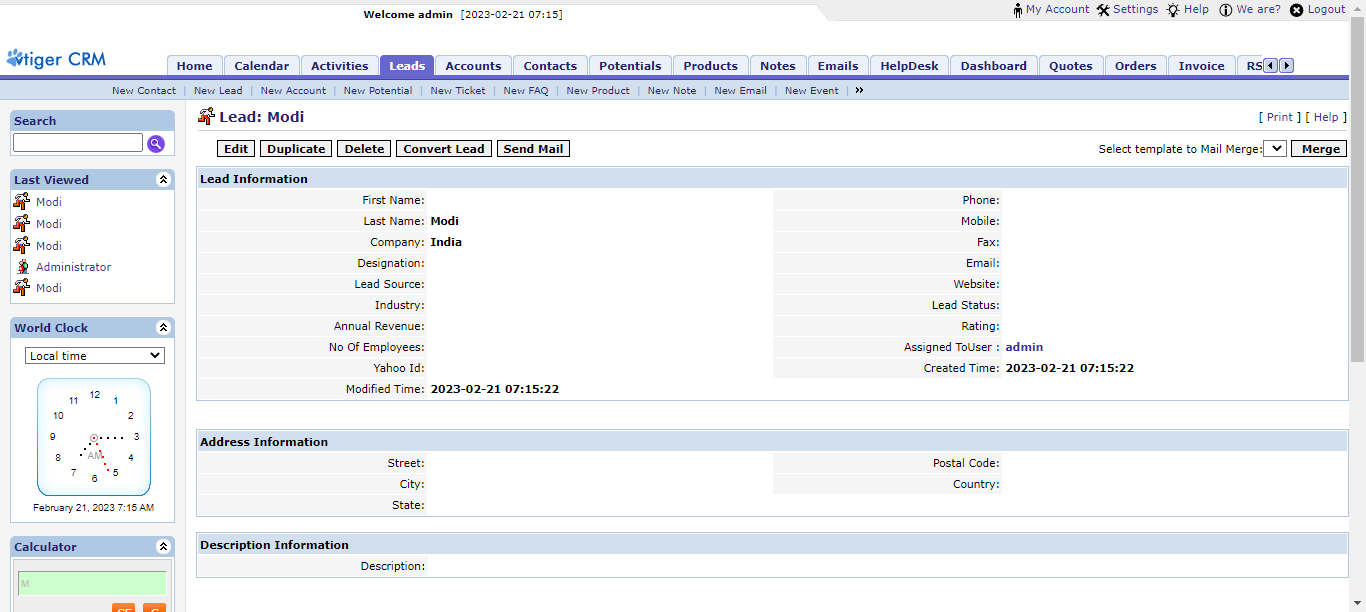 Welcome admin [2023-02-21 07:15]
My Account Settings Help We are? Logout
vtiger CRM
Home Calendar Activities Leads Accounts Contacts Potentials Products Notes Emails HelpDesk Dashboard Quotes Orders Invoice RS
New Contact | New Lead | New Account | New Potential | New Ticket | New FAQ | New Product | New Note | New Email | New Event | »
Search
Last Viewed
Modi
Modi
Modi
Administrator
Modi
World Clock
Local time
12
11 1
10 2
9 3
AM
8 4
7 5
6
February 21, 2023 7:15 AM
Calculator
M
CE C
Lead: Modi
[ Print ] [ Help ]
Edit Duplicate Delete Convert Lead Send Mail
Select template to Mail Merge: Merge
Lead Information
First Name: Phone:
Last Name: Modi Mobile:
Company: India Fax:
Designation: Email:
Lead Source: Website:
Industry: Lead Status:
Annual Revenue: Rating:
No Of Employees: Assigned ToUser : admin
Yahoo Id: Created Time: 2023-02-21 07:15:22
Modified Time: 2023-02-21 07:15:22
Address Information
Street: Postal Code:
City: Country:
State:
Description Information
Description: